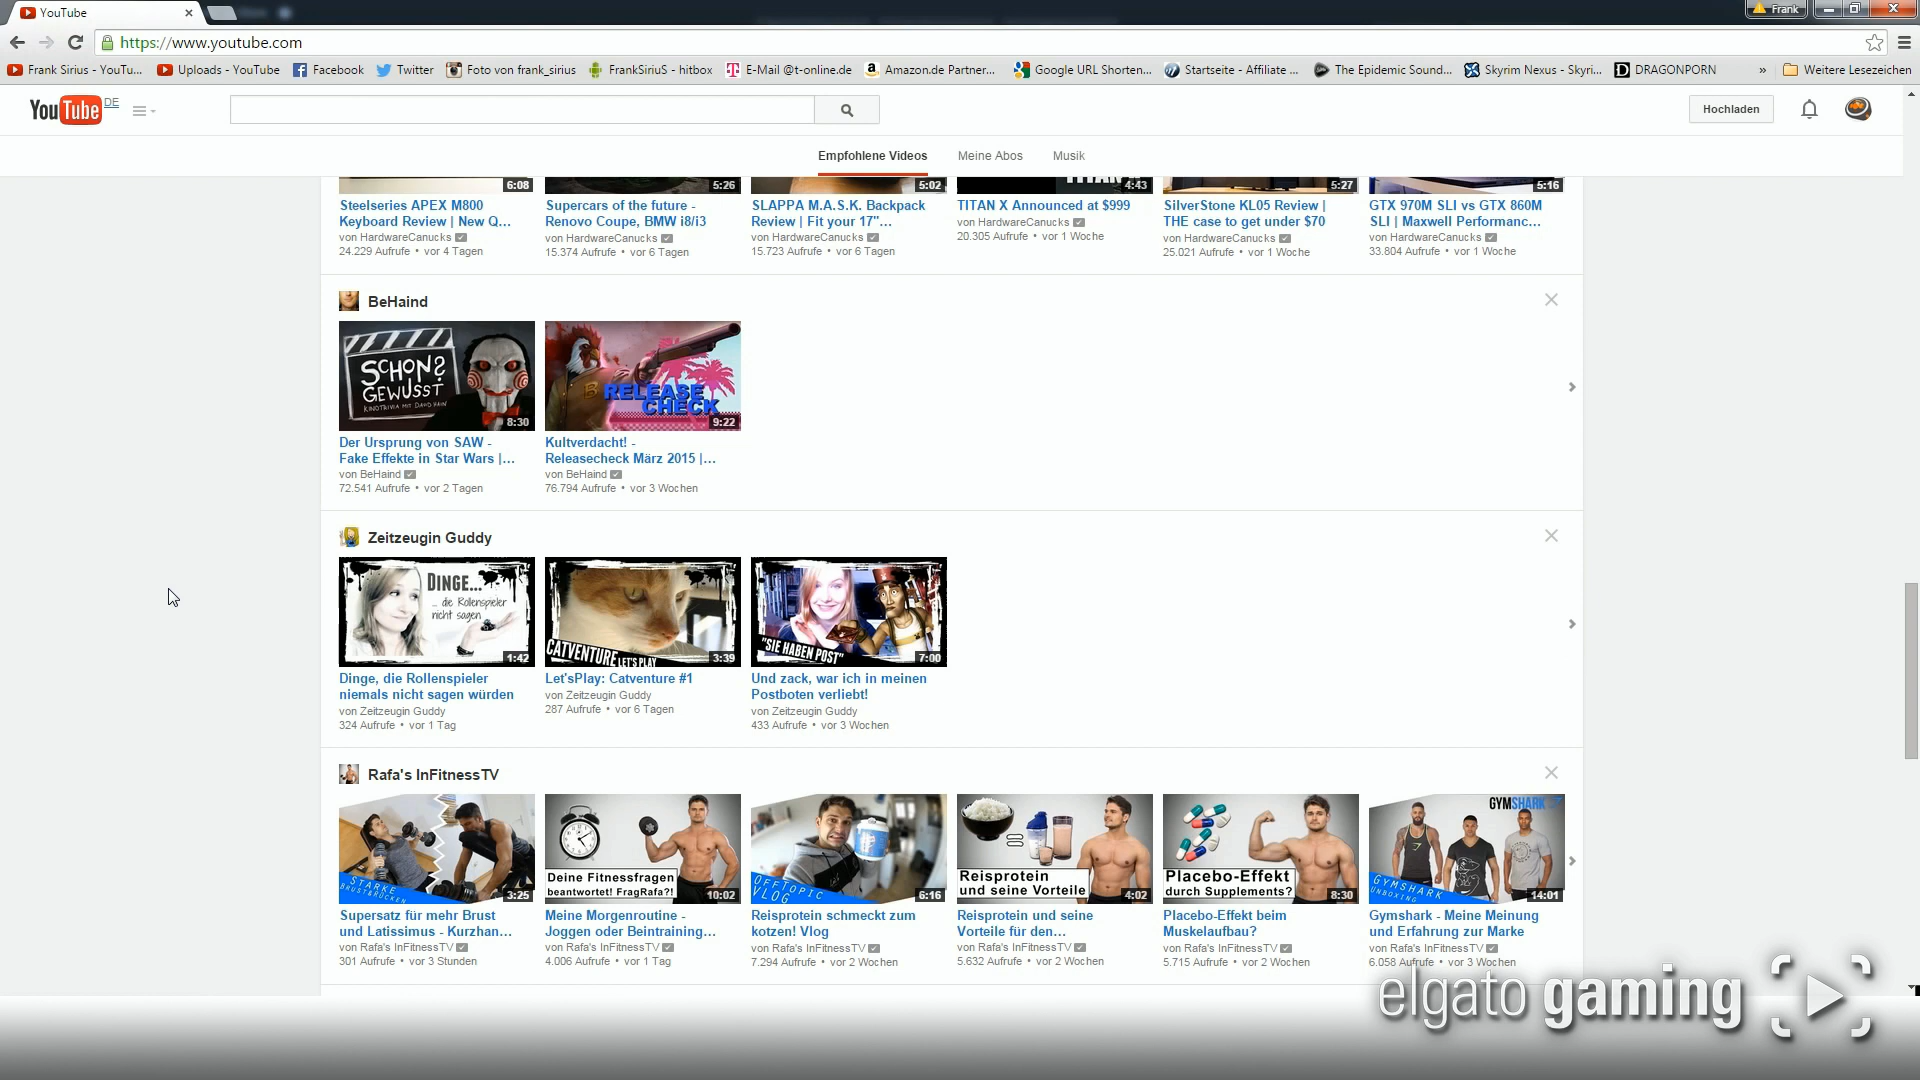 YouTube
Frank
https://www.youtube.com
Frank Sirius - YouTu...
Uploads - YouTube
Facebook
Twitter
Foto von frank_sirius
FrankSiriuS - hitbox
E-Mail @t-online.de
Amazon.de Partner...
Google URL Shorten...
Startseite - Affiliate ...
The Epidemic Sound...
Skyrim Nexus - Skyri...
DRAGONPORN
»
Weitere Lesezeichen
YouTube DE
Hochladen
Empfohlene Videos
Meine Abos
Musik
6:08
5:26
5:02
4:43
5:27
5:16
Steelseries APEX M800
Keyboard Review | New Q...
von HardwareCanucks
24.229 Aufrufe • vor 4 Tagen
Supercars of the future -
Renovo Coupe, BMW i8/i3
von HardwareCanucks
15.374 Aufrufe • vor 6 Tagen
SLAPPA M.A.S.K. Backpack
Review | Fit your 17"...
von HardwareCanucks
15.723 Aufrufe • vor 6 Tagen
TITAN X Announced at $999
von HardwareCanucks
20.305 Aufrufe • vor 1 Woche
SilverStone KL05 Review |
THE case to get under $70
von HardwareCanucks
25.021 Aufrufe • vor 1 Woche
GTX 970M SLI vs GTX 860M
SLI | Maxwell Performanc...
von HardwareCanucks
33.804 Aufrufe • vor 1 Woche
BeHaind
SCHON?
GEWUSST
KINOTRIVIA MIT DAVID HAIN
8:30
RELEASE
CHECK
9:22
Der Ursprung von SAW -
Fake Effekte in Star Wars |...
von BeHaind
72.541 Aufrufe • vor 2 Tagen
Kultverdacht! -
Releasecheck März 2015 |...
von BeHaind
76.794 Aufrufe • vor 3 Wochen
Zeitzeugin Guddy
DINGE...
... die Rollenspieler
nicht sagen
1:42
CATVENTURE LET'S PLAY
3:39
"SIE HABEN POST"
7:00
Dinge, die Rollenspieler
niemals nicht sagen würden
von Zeitzeugin Guddy
324 Aufrufe • vor 1 Tag
Let'sPlay: Catventure #1
von Zeitzeugin Guddy
287 Aufrufe • vor 6 Tagen
Und zack, war ich in meinen
Postboten verliebt!
von Zeitzeugin Guddy
433 Aufrufe • vor 3 Wochen
Rafa's InFitnessTV
STARKE
BRUST&RÜCKEN
3:25
Deine Fitnessfragen
beantwortet! FragRafa?!
10:02
OFFTOPIC
VLOG
6:16
Reisprotein
und seine Vorteile
4:02
Placebo-Effekt
durch Supplements?
8:30
GYMSHARK
GYMSHARK
UNBOXING
14:01
Supersatz für mehr Brust
und Latissimus - Kurzhan...
von Rafa's InFitnessTV
301 Aufrufe • vor 3 Stunden
Meine Morgenroutine -
Joggen oder Beintraining...
von Rafa's InFitnessTV
4.006 Aufrufe • vor 1 Tag
Reisprotein schmeckt zum
kotzen! Vlog
von Rafa's InFitnessTV
7.294 Aufrufe • vor 2 Wochen
Reisprotein und seine
Vorteile für den...
von Rafa's InFitnessTV
5.632 Aufrufe • vor 2 Wochen
Placebo-Effekt beim
Muskelaufbau?
von Rafa's InFitnessTV
5.715 Aufrufe • vor 2 Wochen
Gymshark - Meine Meinung
und Erfahrung zur Marke
von Rafa's InFitnessTV
6.058 Aufrufe • vor 3 Wochen
elgato gaming